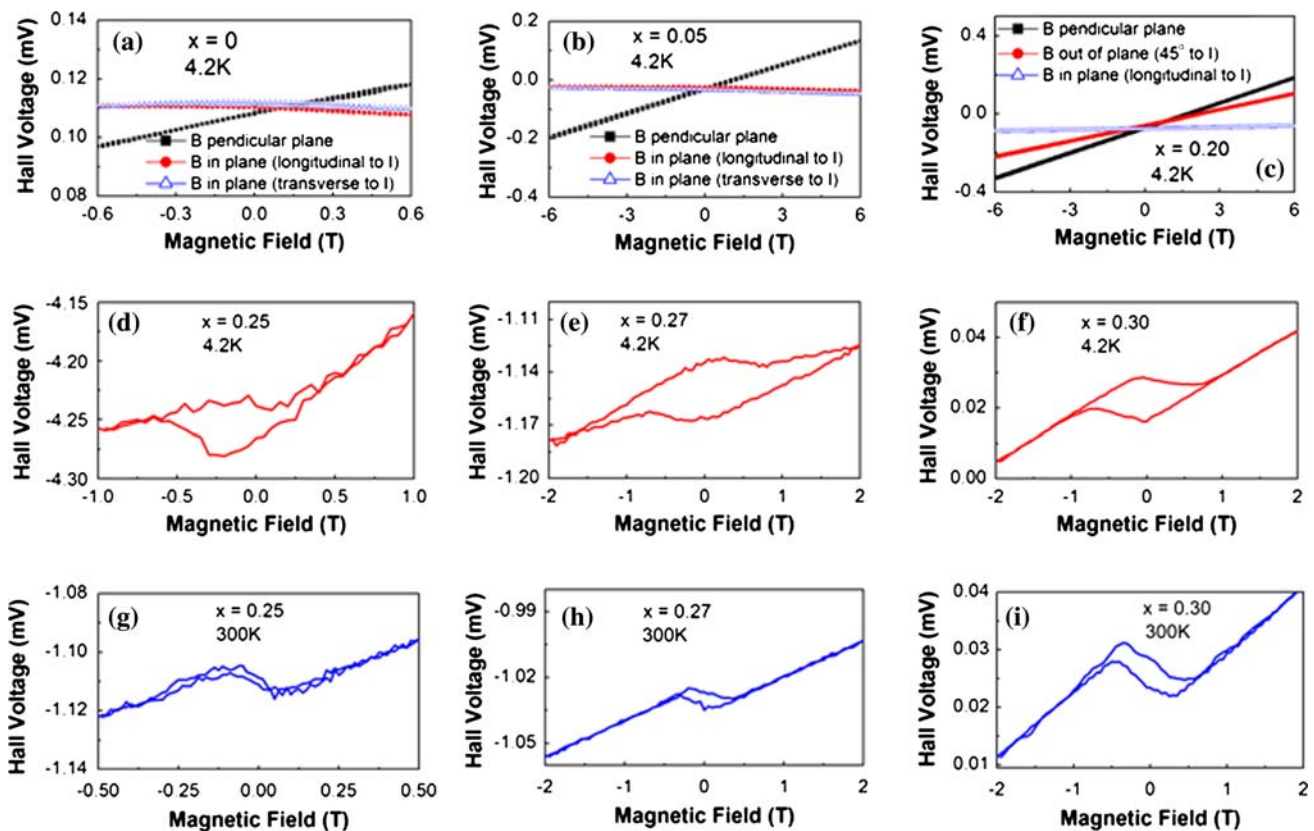 (a)
x = 0
4.2K
B pendicular plane
B in plane (longitudinal to I)
B in plane (transverse to I)
Hall Voltage (mV)
0.14
0.12
0.10
0.08
-0.6
-0.3
0.0
0.3
0.6
Magnetic Field (T)
(b)
x = 0.05
4.2K
B pendicular plane
B in plane (longitudinal to I)
B in plane (transverse to I)
Hall Voltage (mV)
0.4
0.2
0.0
-0.2
-0.4
-6
-3
0
3
6
Magnetic Field (T)
B pendicular plane
B out of plane (45° to I)
B in plane (longitudinal to I)
x = 0.20
4.2K
(c)
Hall Voltage (mV)
0.4
0.0
-0.4
-6
-3
0
3
6
Magnetic Field (T)
(d)
x = 0.25
4.2K
Hall Voltage (mV)
-4.15
-4.20
-4.25
-4.30
-1.0
-0.5
0.0
0.5
1.0
Magnetic Field (T)
(e)
x = 0.27
4.2K
Hall Voltage (mV)
-1.11
-1.14
-1.17
-1.20
-2
-1
0
1
2
Magnetic Field (T)
(f)
x = 0.30
4.2K
Hall Voltage (mV)
0.04
0.02
0.00
-2
-1
0
1
2
Magnetic Field (T)
(g)
x = 0.25
300K
Hall Voltage (mV)
-1.08
-1.10
-1.12
-1.14
-0.50
-0.25
0.00
0.25
0.50
Magnetic Field (T)
(h)
x = 0.27
300K
Hall Voltage (mV)
-0.99
-1.02
-1.05
-2
-1
0
1
2
Magnetic Field (T)
(i)
x = 0.30
300K
Hall Voltage (mV)
0.04
0.03
0.02
0.01
-2
-1
0
1
2
Magnetic Field (T)